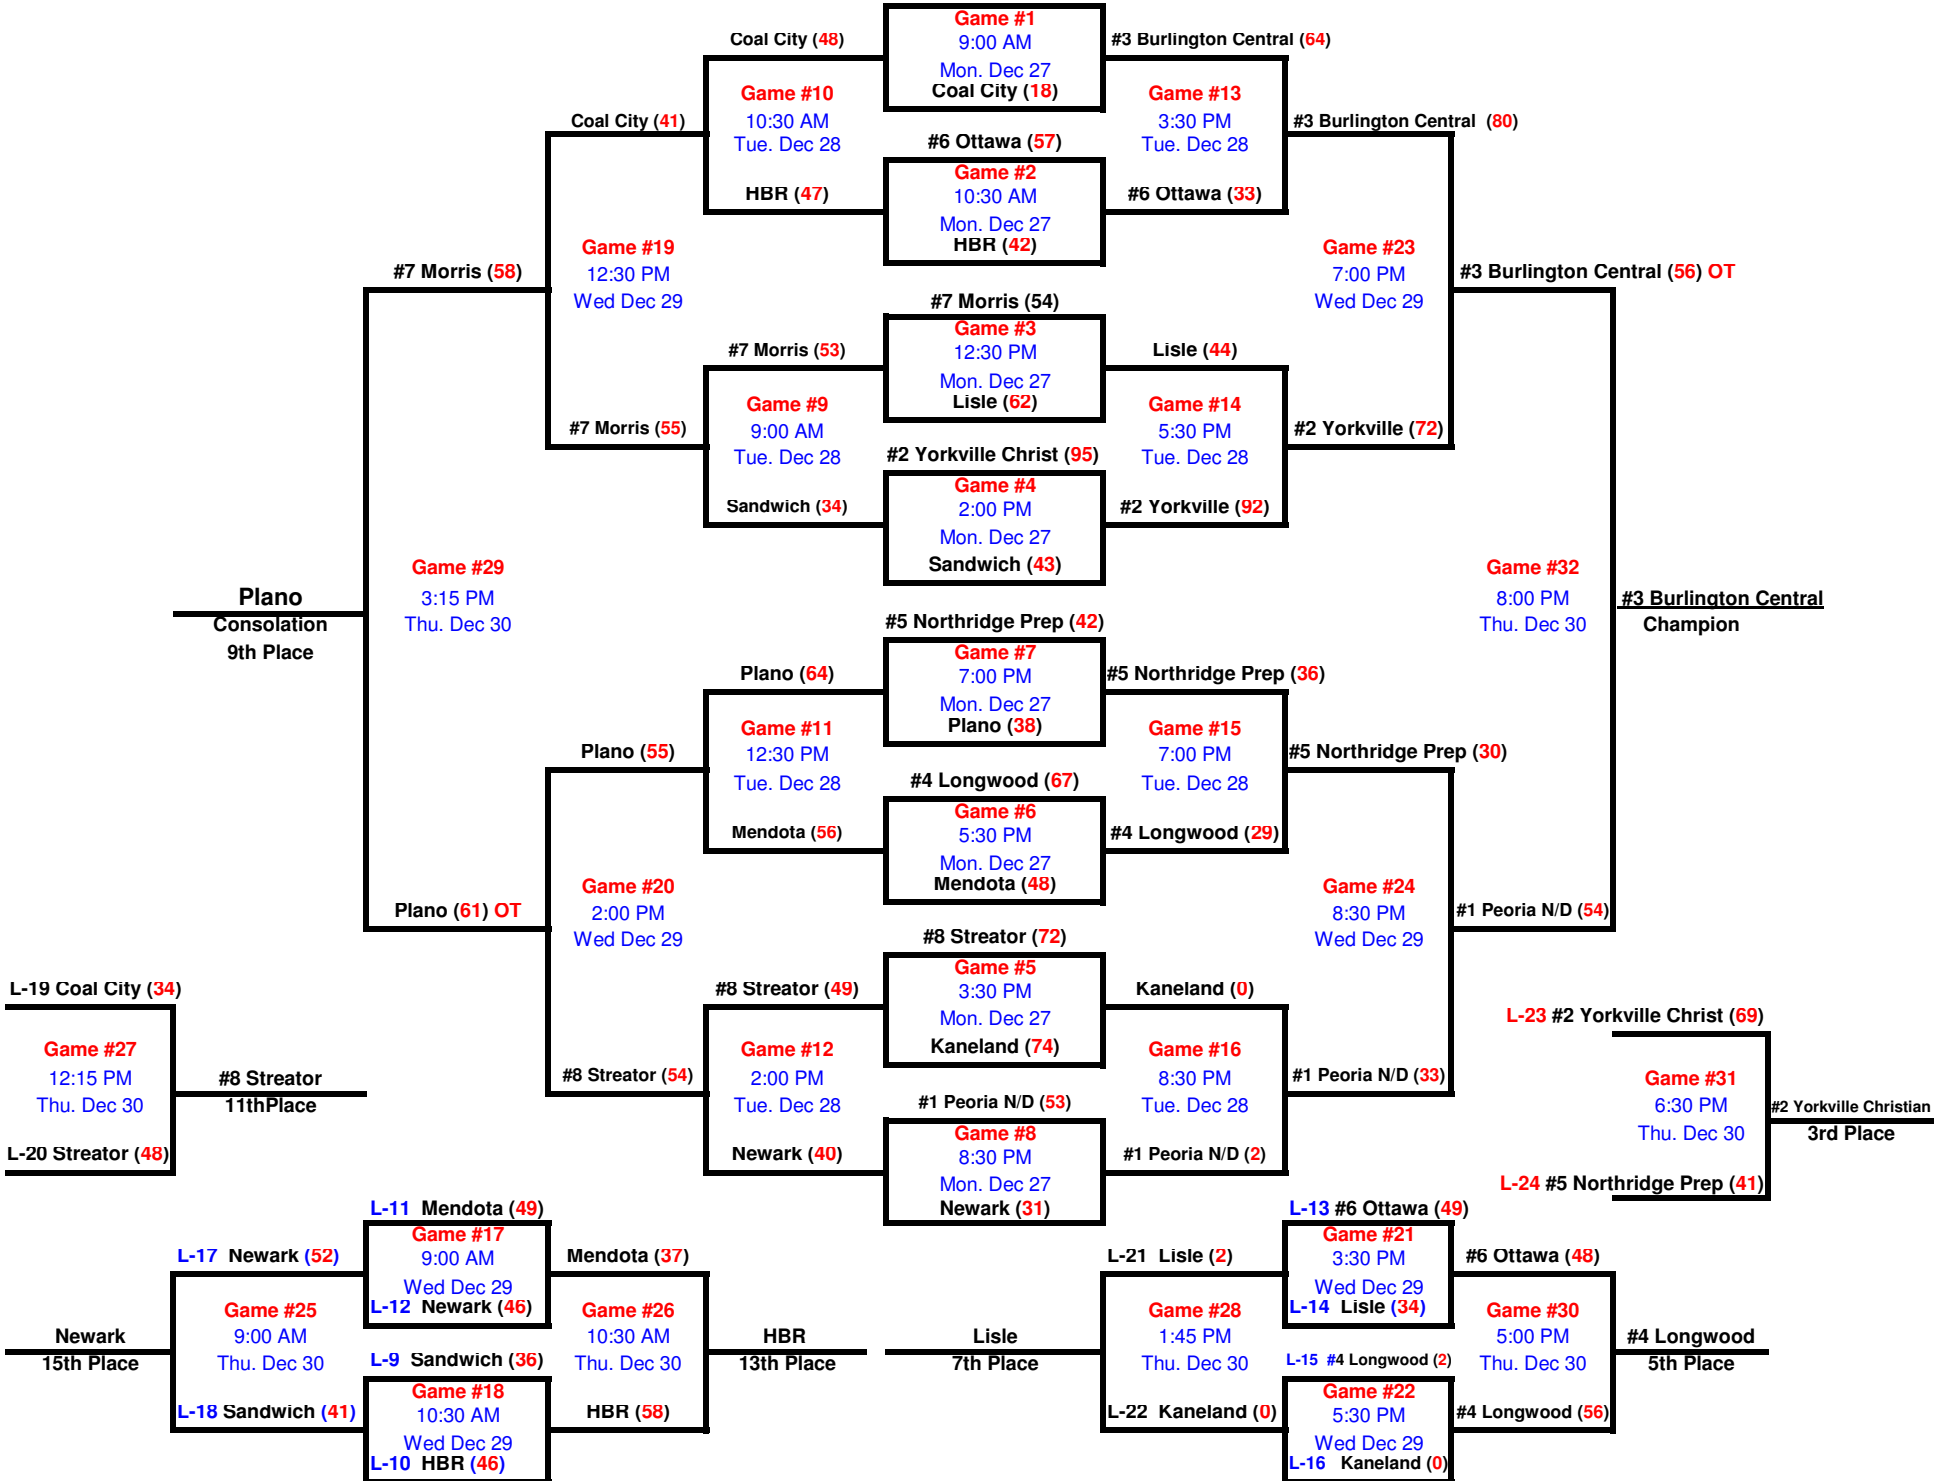 Game #1
Coal City (48)
9:00 AM
#3 Burlington Central (64)
Mon. Dec 27
Coal City (18)
Game #10
Game #13
Coal City (41)
10:30 AM
3:30 PM
#3 Burlington Central (80)
Tue. Dec 28
#6 Ottawa (57)
Tue. Dec 28
Game #2
HBR (47)
10:30 AM
#6 Ottawa (33)
Mon. Dec 27
HBR (42)
Game #19
Game #23
#7 Morris (58)
12:30 PM
7:00 PM
#3 Burlington Central (56) OT
Wed Dec 29
#7 Morris (54)
Wed Dec 29
Game #3
#7 Morris (53)
12:30 PM
Lisle (44)
Mon. Dec 27
Lisle (62)
Game #9
Game #14
#7 Morris (55)
9:00 AM
5:30 PM
#2 Yorkville (72)
Tue. Dec 28
#2 Yorkville Christ (95)
Tue. Dec 28
Game #4
Sandwich (34)
2:00 PM
#2 Yorkville (92)
Mon. Dec 27
Sandwich (43)
Game #29
Game #32
Plano
3:15 PM
8:00 PM
#3 Burlington Central
Consolation
Thu. Dec 30
Thu. Dec 30
Champion
9th Place
#5 Northridge Prep (42)
Game #7
Plano (64)
7:00 PM
#5 Northridge Prep (36)
Mon. Dec 27
Plano (38)
Game #11
Game #15
Plano (55)
12:30 PM
7:00 PM
#5 Northridge Prep (30)
Tue. Dec 28
#4 Longwood (67)
Tue. Dec 28
Game #6
Mendota (56)
5:30 PM
#4 Longwood (29)
Mon. Dec 27
Mendota (48)
Game #20
Game #24
Plano (61) OT
2:00 PM
8:30 PM
#1 Peoria N/D (54)
Wed Dec 29
#8 Streator (72)
Wed Dec 29
Game #5
L-19 Coal City (34)
#8 Streator (49)
3:30 PM
Kaneland (0)
Mon. Dec 27
L-23 #2 Yorkville Christ (69)
Kaneland (74)
Game #27
Game #12
Game #16
12:15 PM
#8 Streator
#8 Streator (54)
2:00 PM
8:30 PM
#1 Peoria N/D (33)
Game #31
Thu. Dec 30
11thPlace
Tue. Dec 28
#1 Peoria N/D (53)
Tue. Dec 28
6:30 PM
#2 Yorkville Christian
Game #8
Thu. Dec 30
3rd Place
L-20 Streator (48)
Newark (40)
8:30 PM
#1 Peoria N/D (2)
Mon. Dec 27
L-24 #5 Northridge Prep (41)
L-11 Mendota (49)
Newark (31)
L-13 #6 Ottawa (49)
Game #17
Game #21
L-17 Newark (52)
9:00 AM
Mendota (37)
L-21 Lisle (2)
3:30 PM
#6 Ottawa (48)
Wed Dec 29
Wed Dec 29
Game #25
L-12 Newark (46)
Game #26
Game #28
L-14 Lisle (34)
Game #30
Newark
9:00 AM
10:30 AM
HBR
Lisle
1:45 PM
5:00 PM
#4 Longwood
15th Place
Thu. Dec 30
L-9 Sandwich (36)
Thu. Dec 30
13th Place
7th Place
Thu. Dec 30
L-15 #4 Longwood (2)
Thu. Dec 30
5th Place
Game #18
Game #22
L-18 Sandwich (41)
10:30 AM
HBR (58)
L-22 Kaneland (0)
5:30 PM
#4 Longwood (56)
Wed Dec 29
Wed Dec 29
L-10 HBR (46)
L-16 Kaneland (0)